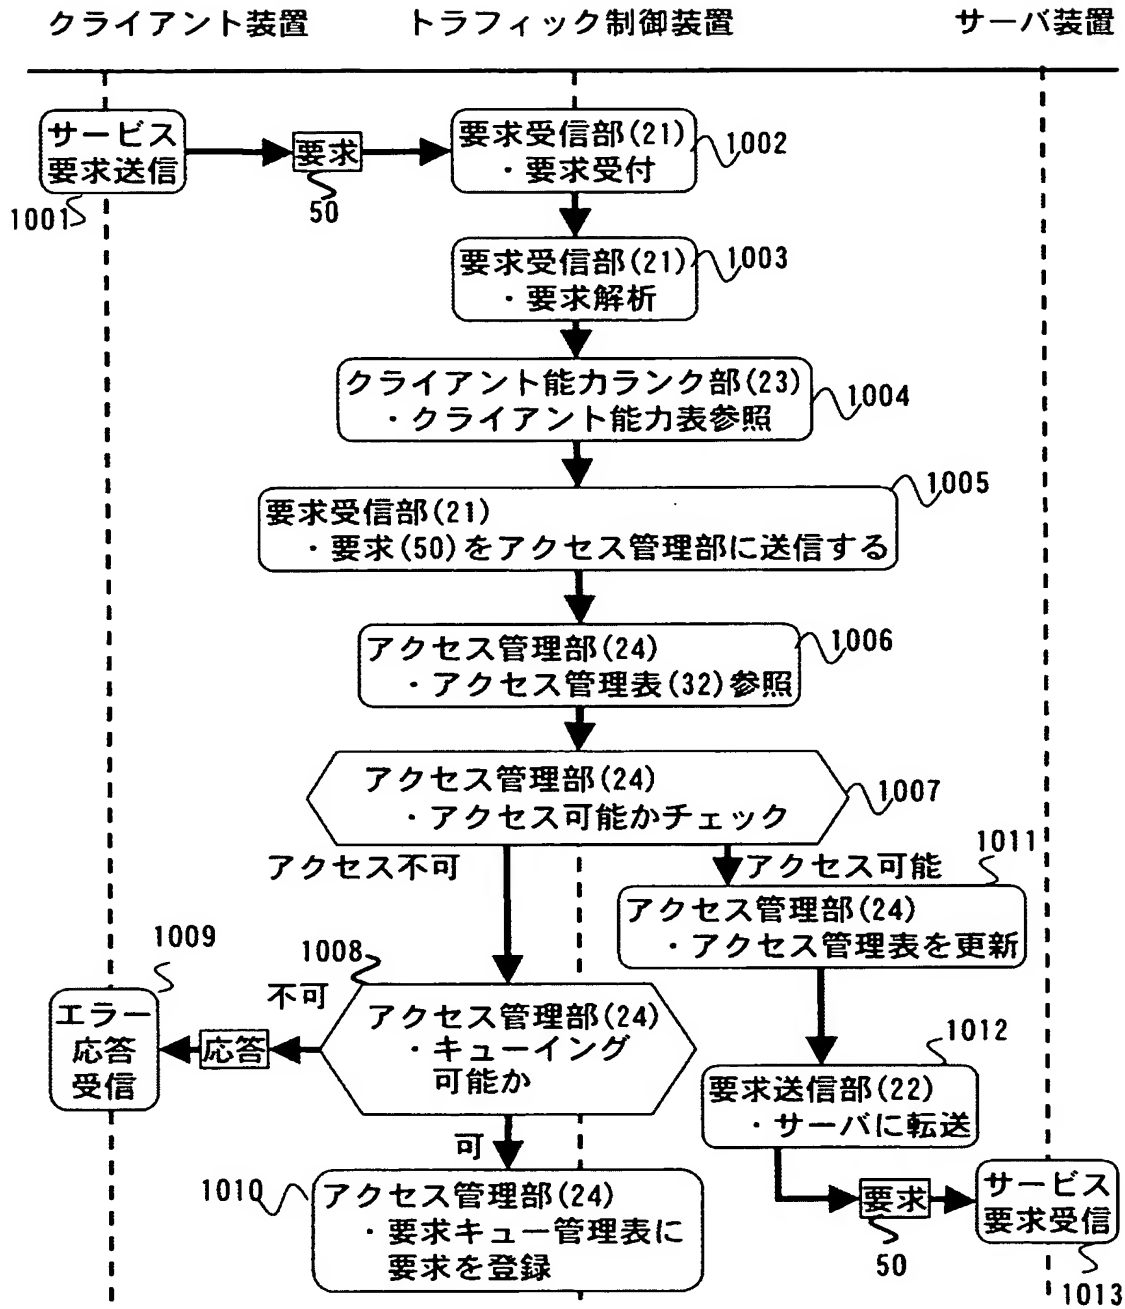 クライアント装置
トラフィック制御装置
サーバ装置
サービス
要求送信
1001
要求
50
要求受信部(21)
・要求受付
1002
要求受信部(21)
・要求解析
1003
クライアント能力ランク部(23)
・クライアント能力表参照
1004
要求受信部(21)
・要求(50)をアクセス管理部に送信する
1005
アクセス管理部(24)
・アクセス管理表(32)参照
1006
アクセス管理部(24)
・アクセス可能かチェック
1007
アクセス不可
アクセス可能
1011
アクセス管理部(24)
・アクセス管理表を更新
1009
1008
不可
エラー
応答
受信
応答
アクセス管理部(24)
・キューイング
可能か
1012
要求送信部(22)
・サーバに転送
可
1010
アクセス管理部(24)
・要求キュー管理表に
要求を登録
要求
50
サービス
要求受信
1013